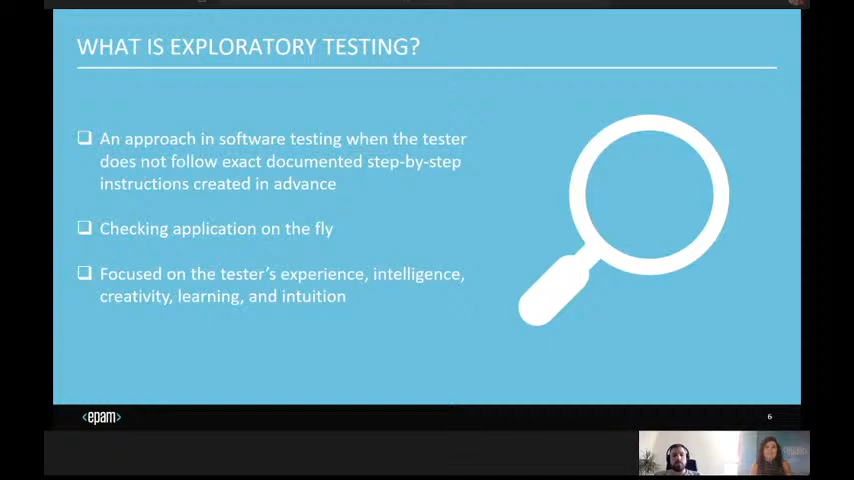 WHAT IS EXPLORATORY TESTING?
An approach in software testing when the tester
does not follow exact documented step-by-step
instructions created in advance
Checking application on the fly
Focused on the tester's experience, intelligence,
creativity, learning, and intuition
<epam>
6